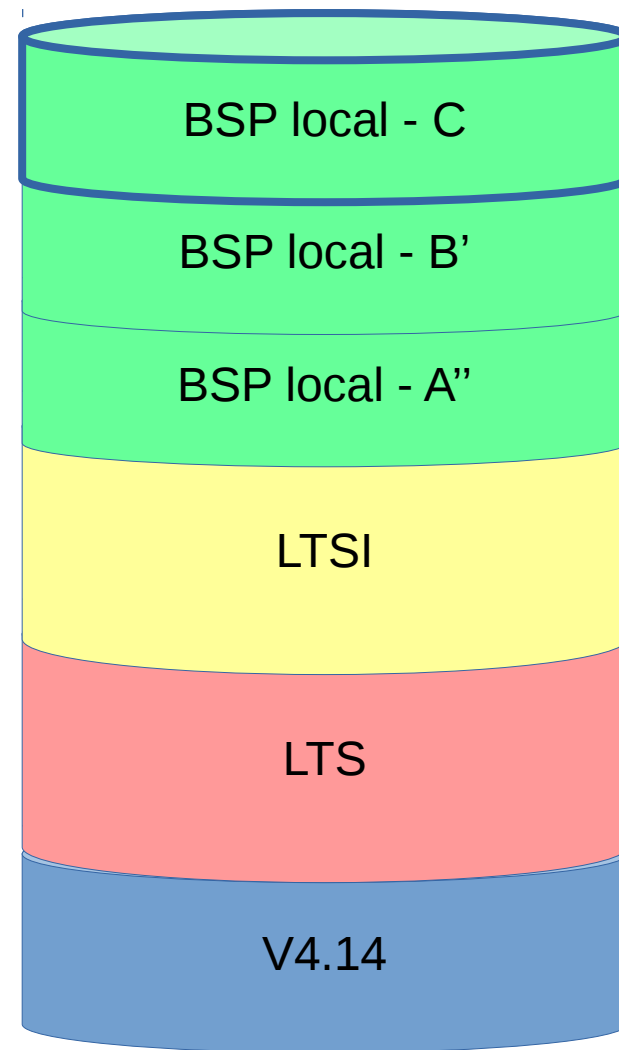 BSP local - C
BSP local - B’
BSP local - A’’
LTSI
LTS
V4.14